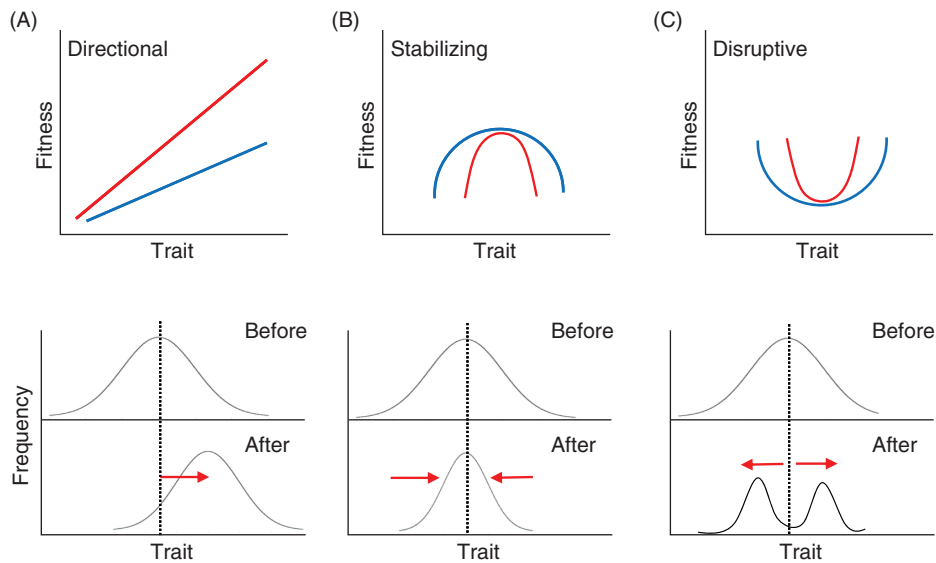 (A)
Directional
Fitness
Trait
(B)
Stabilizing
Fitness
Trait
(C)
Disruptive
Fitness
Trait
Frequency
Before
After
Trait
Before
After
Trait
Before
After
Trait